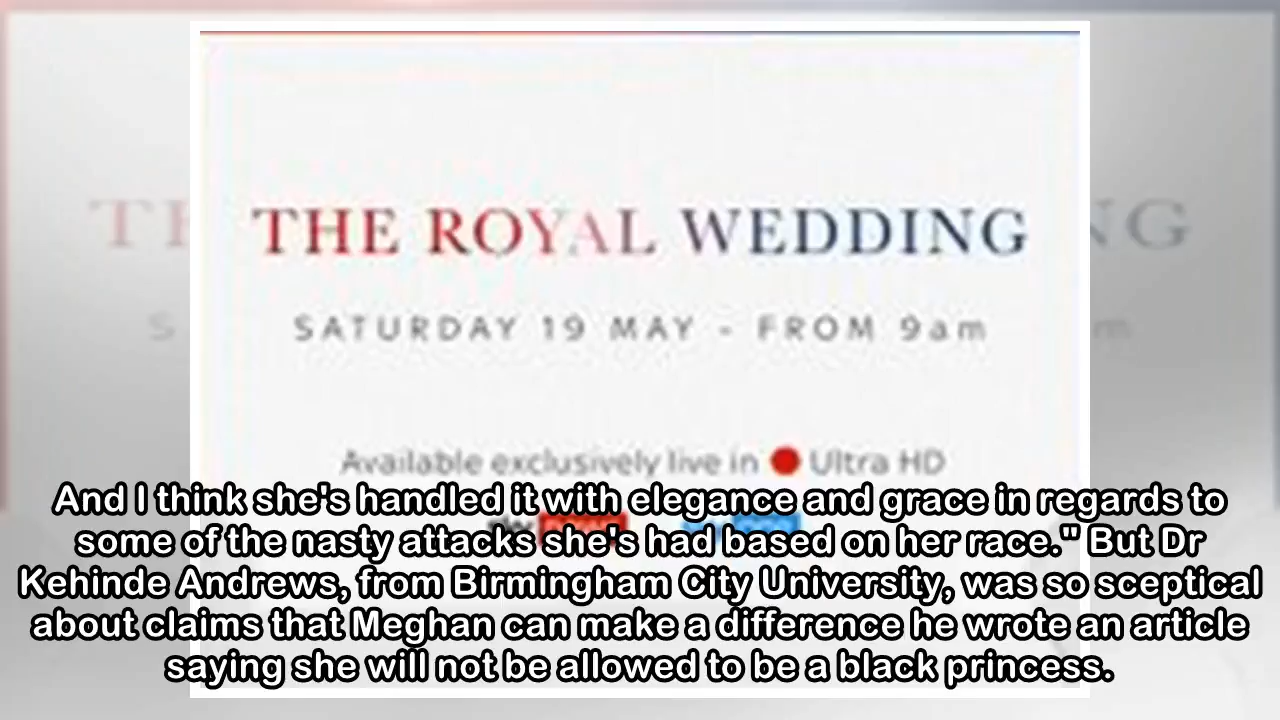 THE ROYAL WEDDING
SATURDAY 19 MAY - FROM 9am
Available exclusively live in Ultra HD
And I think she's handled it with elegance and grace in regards to
some of the nasty attacks she's had based on her race." But Dr
Kehinde Andrews, from Birmingham City University, was so sceptical
about claims that Meghan can make a difference he wrote an article
saying she will not be allowed to be a black princess.